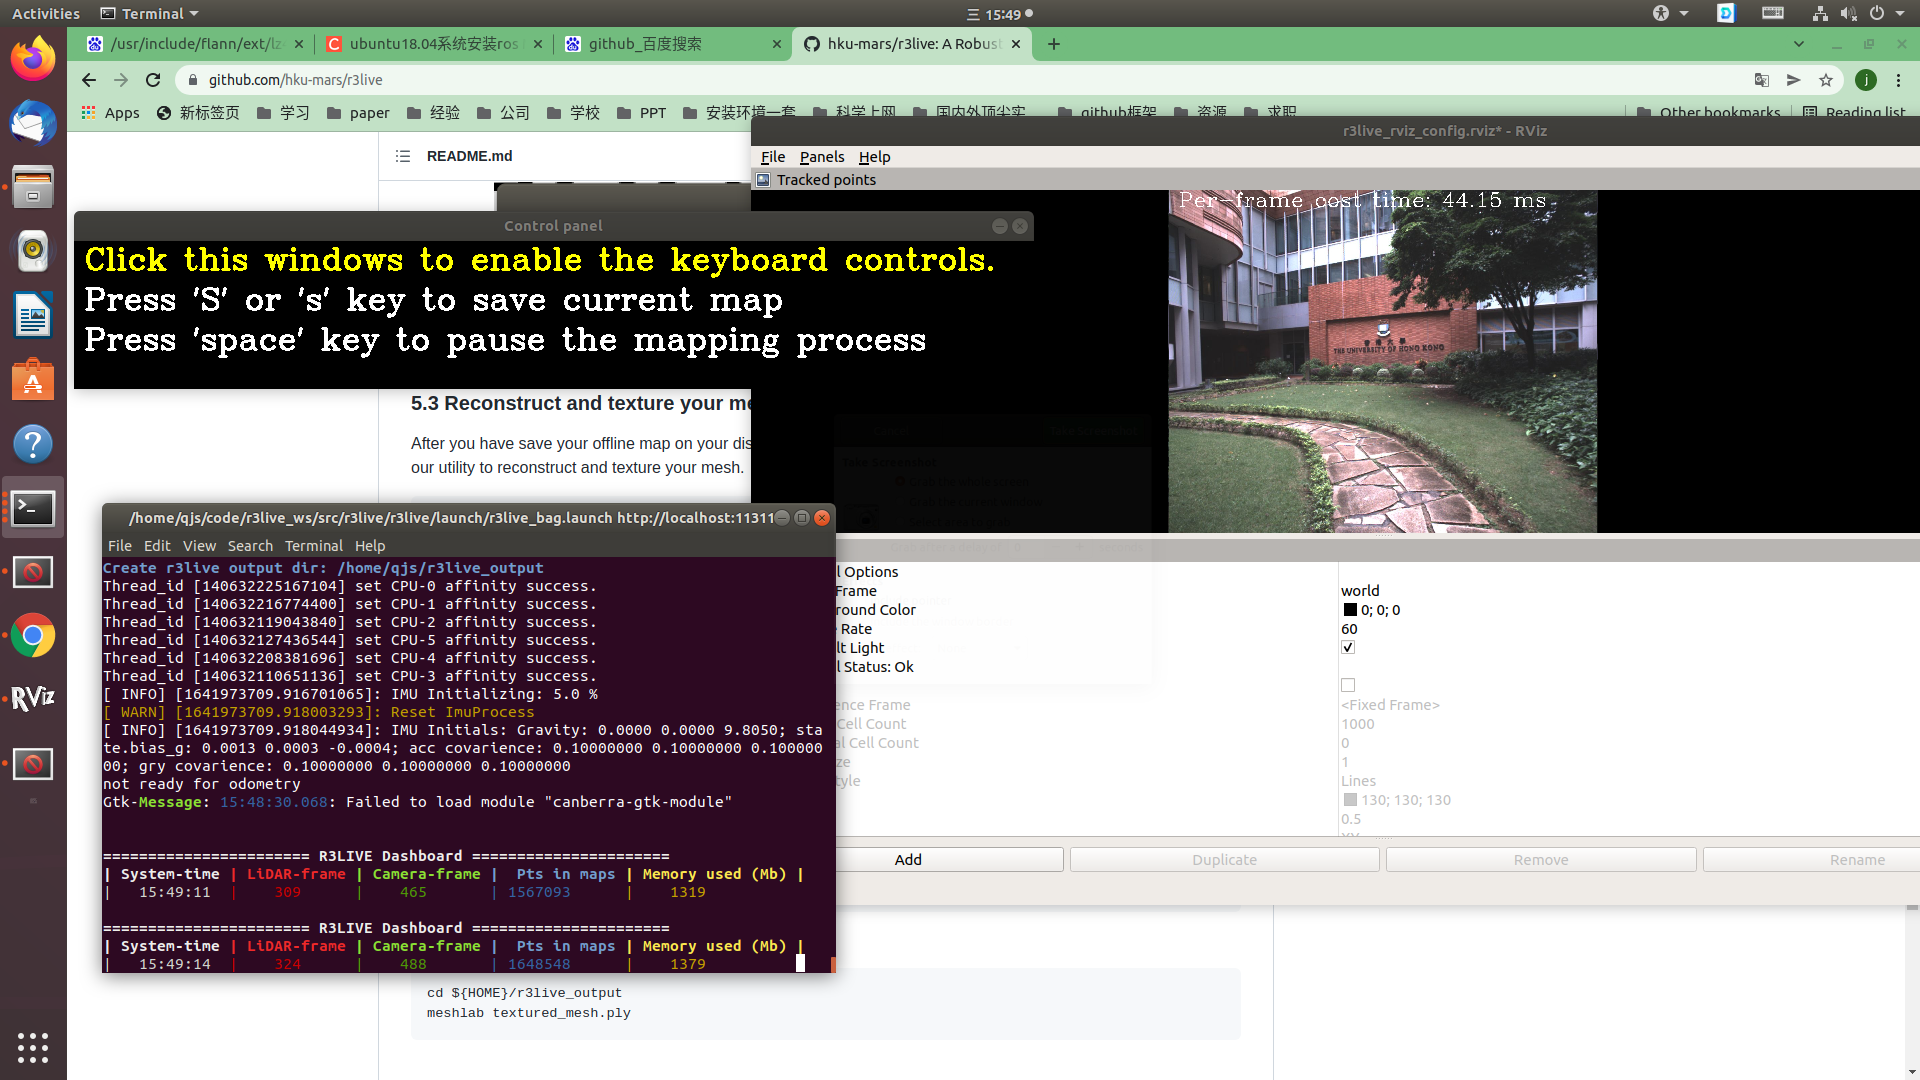 Activities
Terminal
三 15:49
/usr/include/flann/ext/lz
ubuntu18.04系统安装ros
github_百度搜索
hku-mars/r3live: A Robust
github.com/hku-mars/r3live
j
Apps
新标签页
学习
paper
经验
公司
学校
PPT
安装环境一套
科学上网
国内外顶尖实
github框架
资源
求职
Other bookmarks
Reading list
README.md
r3live_rviz_config.rviz* - RViz
File Panels Help
Tracked points
Per-frame cost time: 44.15 ms
THE UNIVERSITY OF HONG KONG
Control panel
Click this windows to enable the keyboard controls.
Press 'S' or 's' key to save current map
Press 'space' key to pause the mapping process
5.3 Reconstruct and texture your me
After you have save your offline map on your dis
our utility to reconstruct and texture your mesh.
/home/qjs/code/r3live_ws/src/r3live/r3live/launch/r3live_bag.launch http://localhost:11311
File Edit View Search Terminal Help
Create r3live output dir: /home/qjs/r3live_output
Thread_id [140632225167104] set CPU-0 affinity success.
Thread_id [140632216774400] set CPU-1 affinity success.
Thread_id [140632119043840] set CPU-2 affinity success.
Thread_id [140632127436544] set CPU-5 affinity success.
Thread_id [140632208381696] set CPU-4 affinity success.
Thread_id [140632110651136] set CPU-3 affinity success.
[ INFO] [1641973709.916701065]: IMU Initializing: 5.0 %
[ WARN] [1641973709.918003293]: Reset ImuProcess
[ INFO] [1641973709.918044934]: IMU Initials: Gravity: 0.0000 0.0000 9.8050; sta
te.bias_g: 0.0013 0.0003 -0.0004; acc covarience: 0.10000000 0.10000000 0.100000
00; gry covarience: 0.10000000 0.10000000 0.10000000
not ready for odometry
Gtk-Message: 15:48:30.068: Failed to load module "canberra-gtk-module"
======================= R3LIVE Dashboard ======================
| System-time | LiDAR-frame | Camera-frame |  Pts in maps | Memory used (Mb) |
|   15:49:11  |    309      |    465       | 1567093      |    1319
======================= R3LIVE Dashboard ======================
| System-time | LiDAR-frame | Camera-frame |  Pts in maps | Memory used (Mb) |
|   15:49:14  |    324      |    488       | 1648548      |    1379
l Options
Frame world
round Color 0; 0; 0
Rate 60
lt Light
l Status: Ok
ence Frame <Fixed Frame>
Cell Count 1000
al Cell Count 0
ze 1
tyle Lines
130; 130; 130
0.5
XY
Add
Duplicate
Remove
Rename
RViz
cd ${HOME}/r3live_output
meshlab textured_mesh.ply